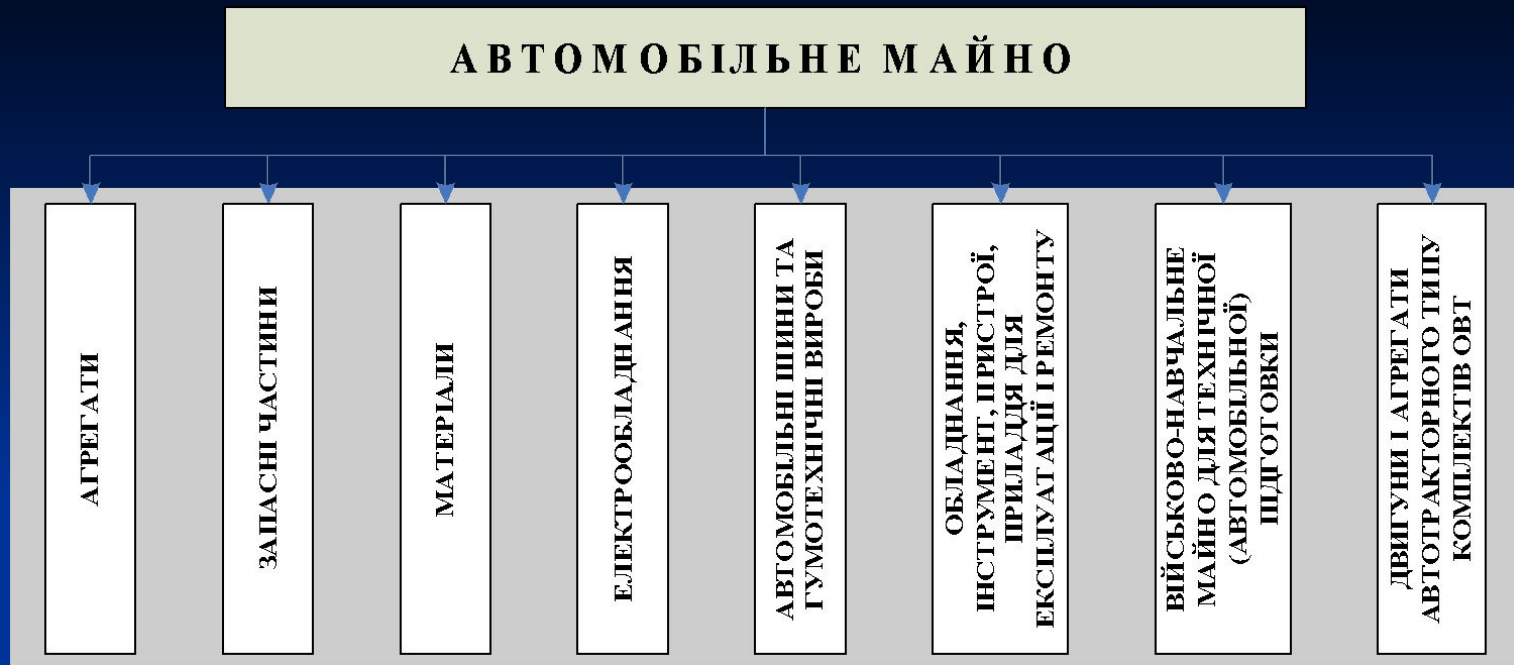 АВТОМОБІЛЬНЕ МАЙНО
АГРЕГАТИ
ЗАПАСНІ ЧАСТИНИ
МАТЕРІАЛИ
ЕЛЕКТРООБЛАДНАННЯ
АВТОМОБІЛЬНІ ШИНИ ТА
ГУМОТЕХНІЧНІ ВИРОБИ
ОБЛАДНАННЯ,
ІНСТРУМЕНТ, ПРИСТРОЇ,
ПРИЛАДДЯ ДЛЯ
ЕКСПЛУАТАЦІЇ І РЕМОНТУ
ВІЙСЬКОВО-НАВЧАЛЬНЕ
МАЙНО ДЛЯ ТЕХНІЧНОЇ
(АВТОМОБІЛЬНОЇ)
ПІДГОТОВКИ
ДВИГУНИ І АГРЕГАТИ
АВТОТРАКТОРНОГО ТИПУ
КОМПЛЕКТІВ ОВТ